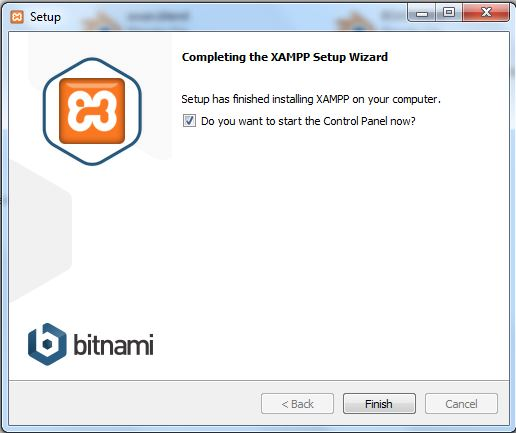 Setup
Completing the XAMPP Setup Wizard
Setup has finished installing XAMPP on your computer.
Do you want to start the Control Panel now?
bitnami
< Back
Finish
Cancel